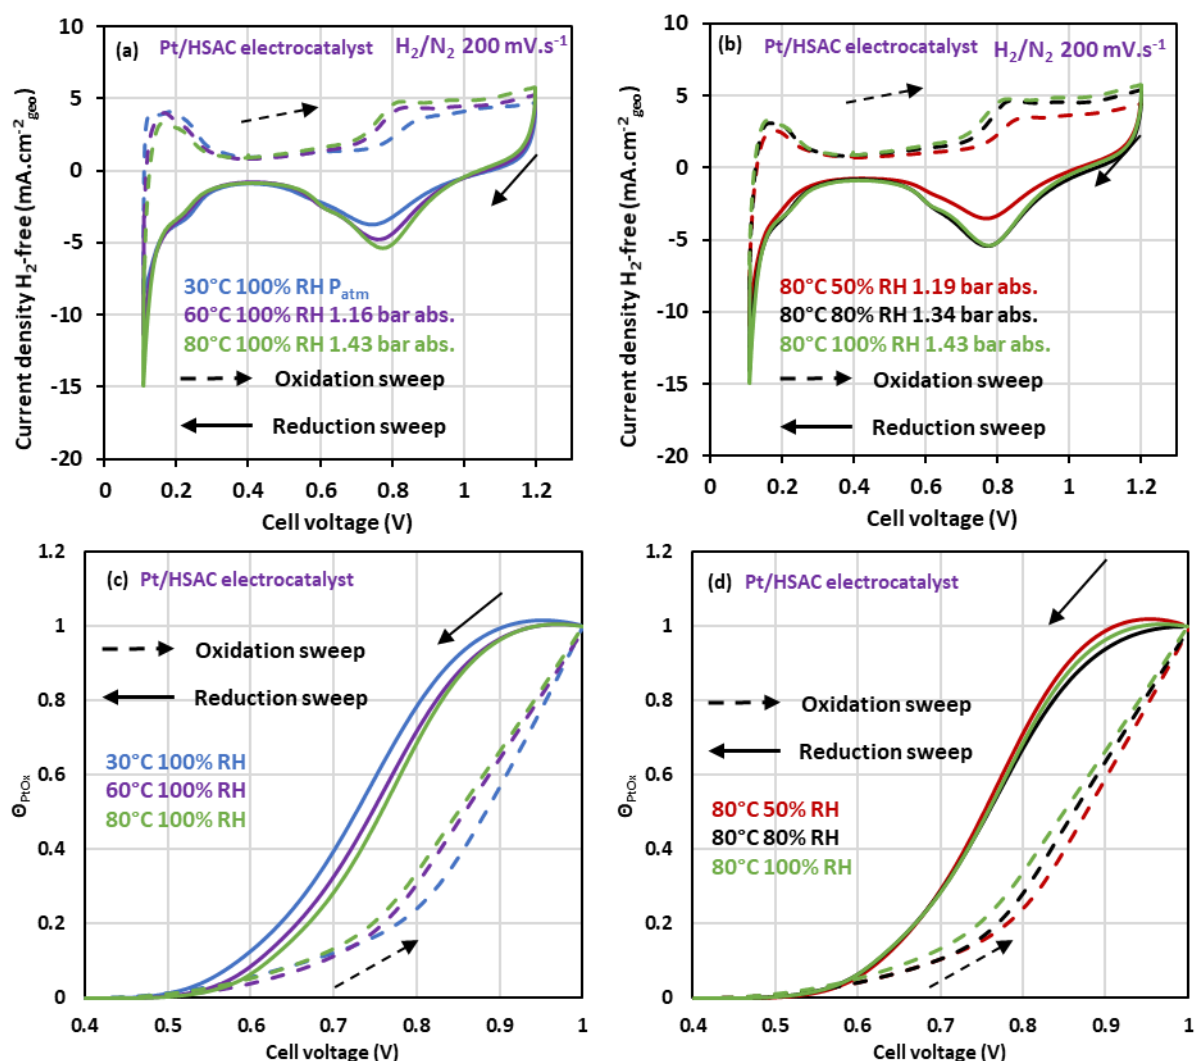 (a) Pt/HSAC electrocatalyst H₂/N₂ 200 mV.s⁻¹
Current density H₂-free (mA.cm⁻²geo)
10
5
0
-5
-10
-15
-20
30°C 100% RH Patm
60°C 100% RH 1.16 bar abs.
80°C 100% RH 1.43 bar abs.
Oxidation sweep
Reduction sweep
0 0.2 0.4 0.6 0.8 1 1.2
Cell voltage (V)
(b) Pt/HSAC electrocatalyst H₂/N₂ 200 mV.s⁻¹
Current density H₂-free (mA.cm⁻²geo)
10
5
0
-5
-10
-15
-20
80°C 50% RH 1.19 bar abs.
80°C 80% RH 1.34 bar abs.
80°C 100% RH 1.43 bar abs.
Oxidation sweep
Reduction sweep
0 0.2 0.4 0.6 0.8 1 1.2
Cell voltage (V)
(c) Pt/HSAC electrocatalyst
ΘPtOx
1.2
1
0.8
0.6
0.4
0.2
0
Oxidation sweep
Reduction sweep
30°C 100% RH
60°C 100% RH
80°C 100% RH
0.4 0.5 0.6 0.7 0.8 0.9 1
Cell voltage (V)
(d) Pt/HSAC electrocatalyst
ΘPtOx
1.2
1
0.8
0.6
0.4
0.2
0
Oxidation sweep
Reduction sweep
80°C 50% RH
80°C 80% RH
80°C 100% RH
0.4 0.5 0.6 0.7 0.8 0.9 1
Cell voltage (V)